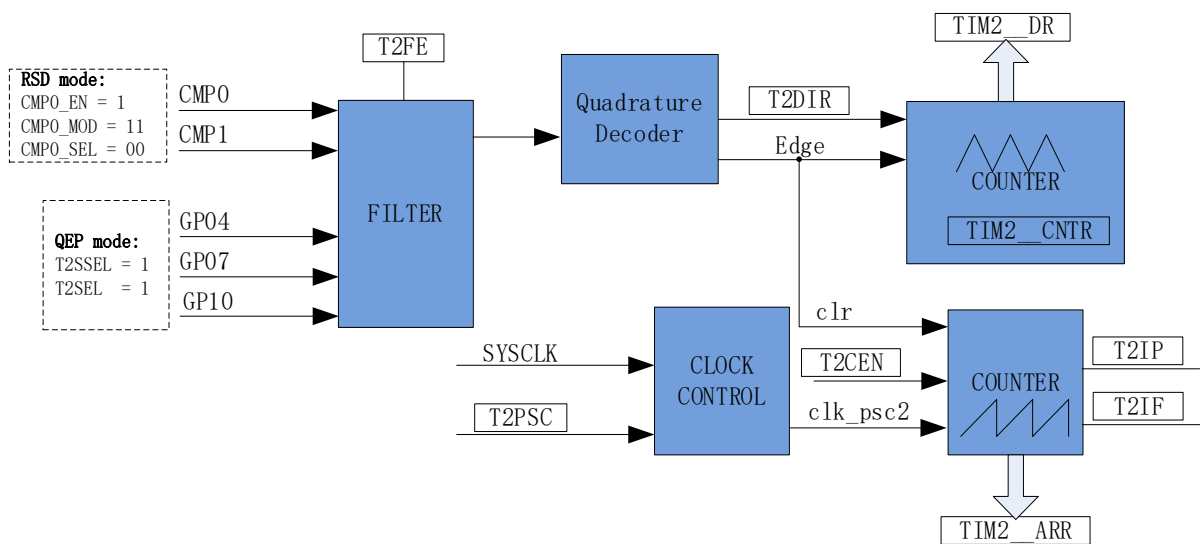 TIM2__DR
T2FE
RSD mode:
CMP0_EN = 1
CMP0_MOD = 11
CMP0_SEL = 00
CMP0
CMP1
Quadrature
Decoder
T2DIR
Edge
COUNTER
TIM2__CNTR
FILTER
QEP mode:
T2SSEL = 1
T2SEL = 1
GP04
GP07
GP10
clr
SYSCLK
T2PSC
CLOCK
CONTROL
T2CEN
clk_psc2
COUNTER
T2IP
T2IF
TIM2__ARR